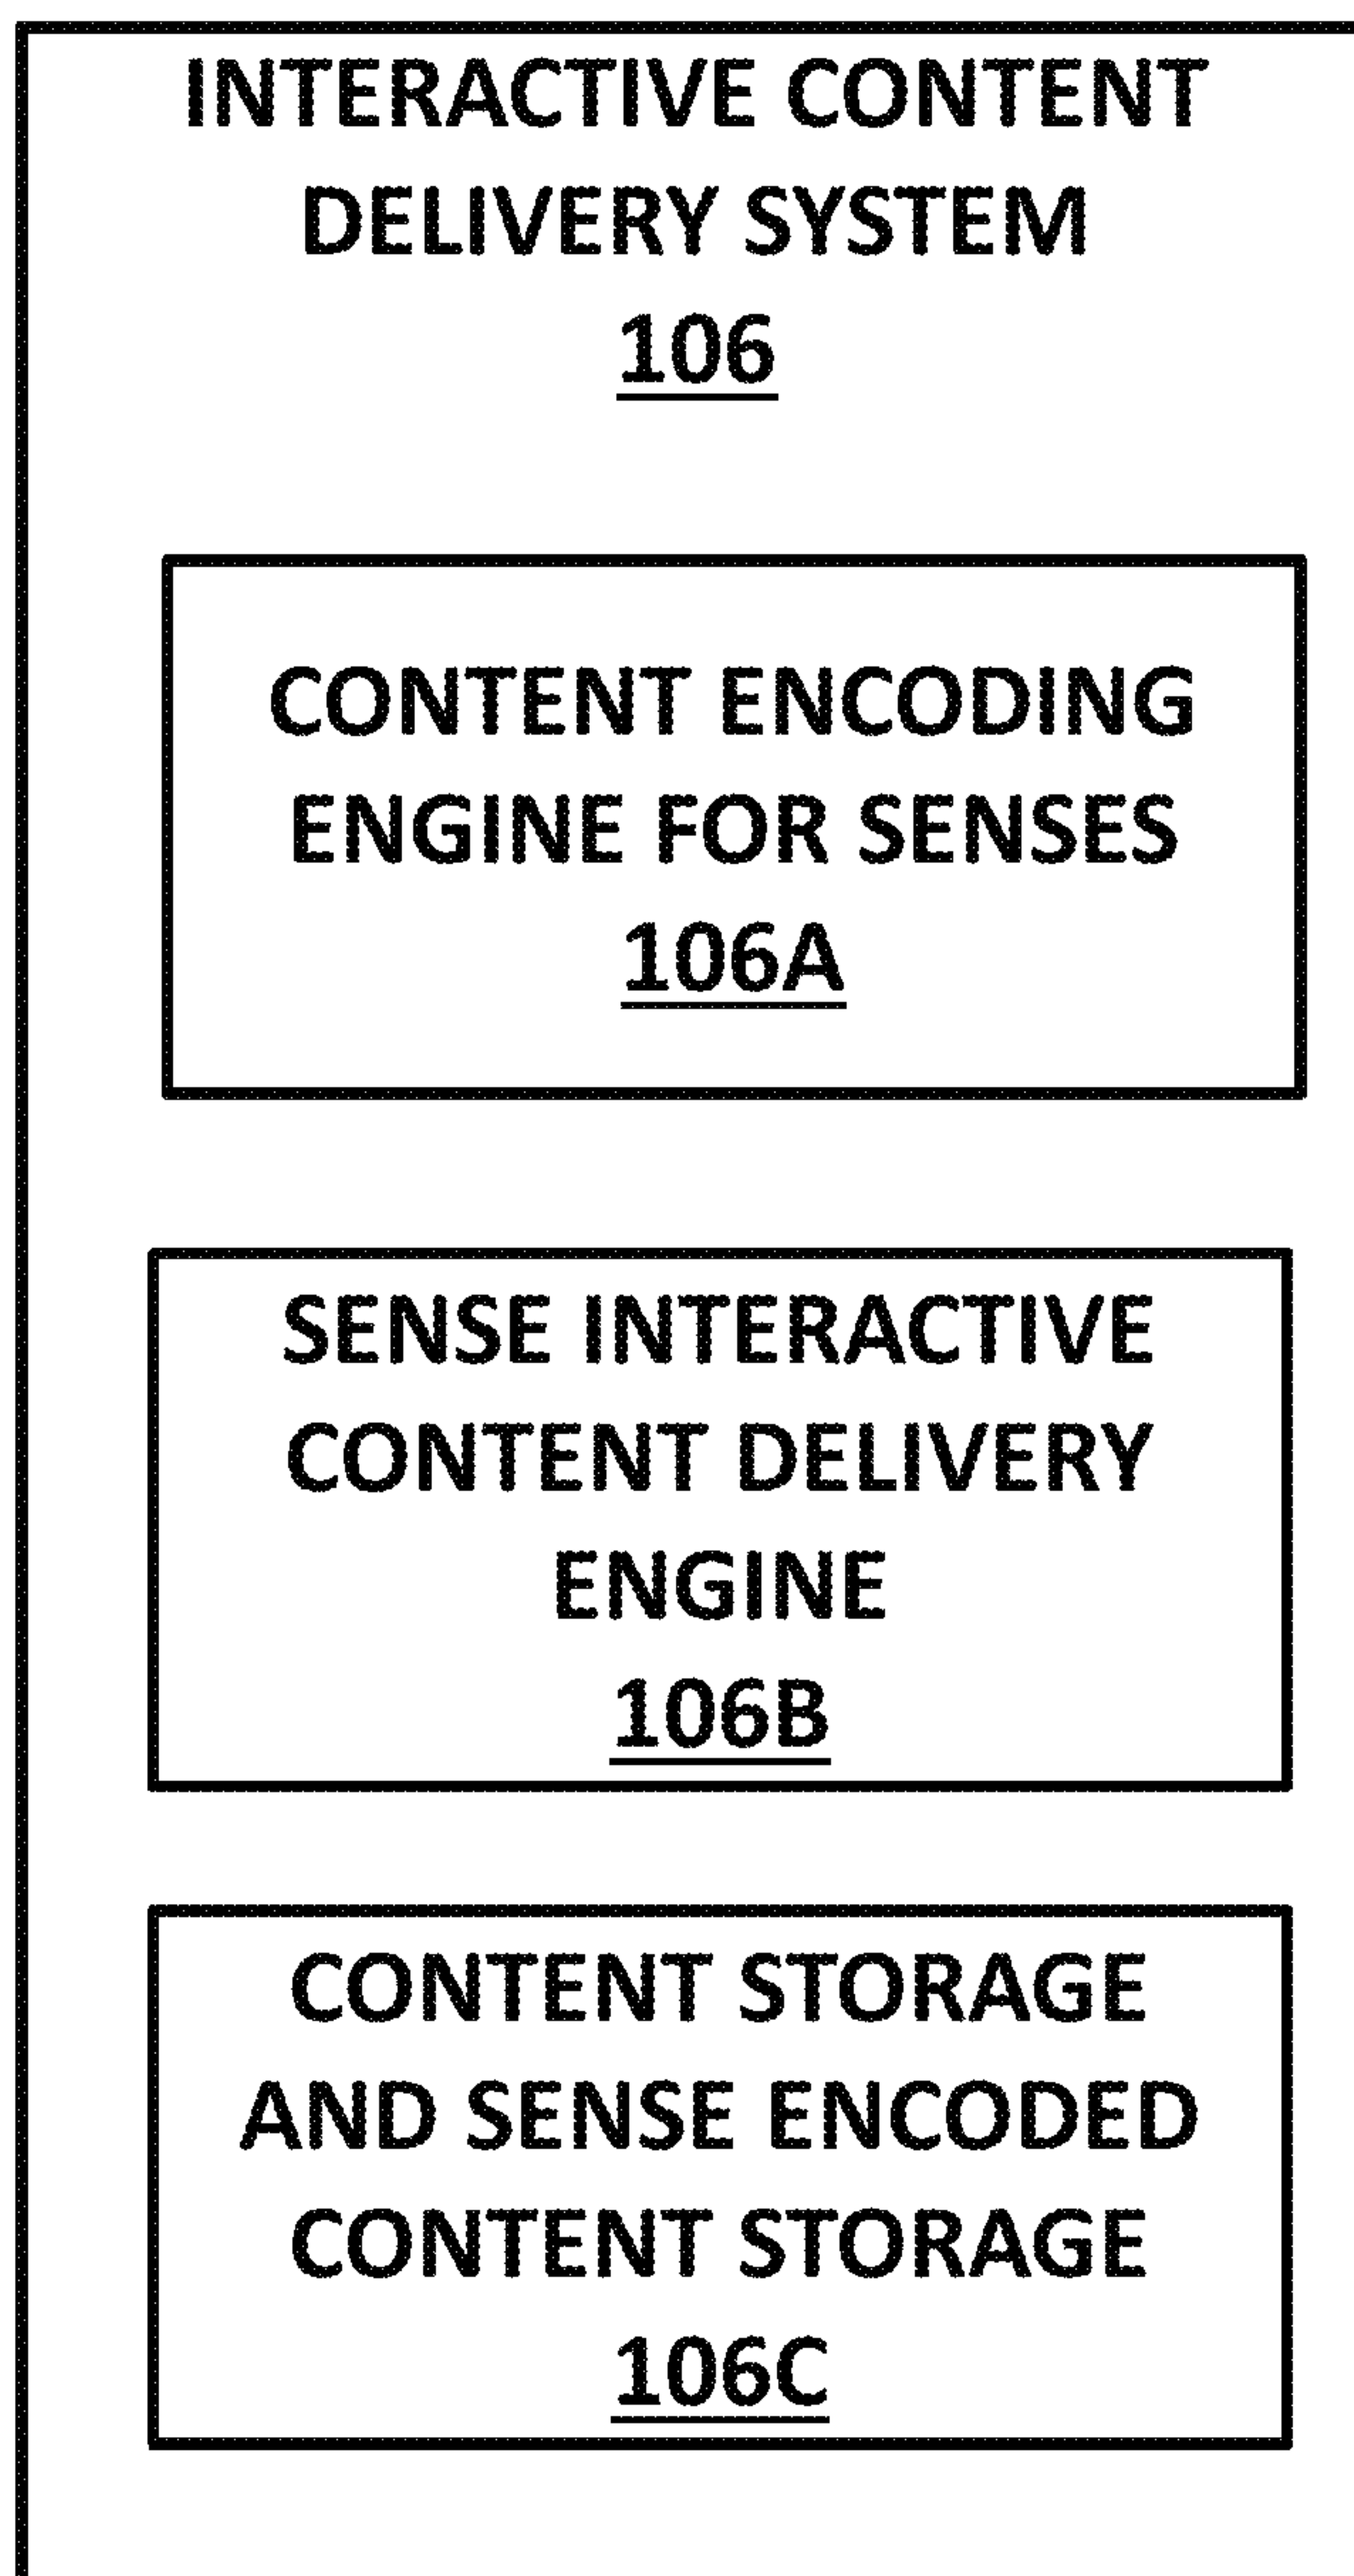 INTERACTIVE CONTENT
DELIVERY SYSTEM
106
CONTENT ENCODING
ENGINE FOR SENSES
106A
SENSE INTERACTIVE
CONTENT DELIVERY
ENGINE
106B
CONTENT STORAGE
AND SENSE ENCODED
CONTENT STORAGE
106C